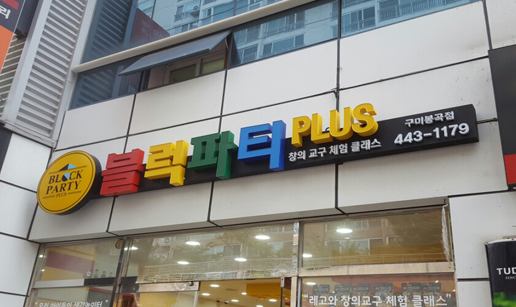 BLOCK
PARTY
PLUS
블럭파티 PLUS
창의 교구 체험 클래스
구미봉곡점
443-1179
"레고와 창의교구 체험 클래스"